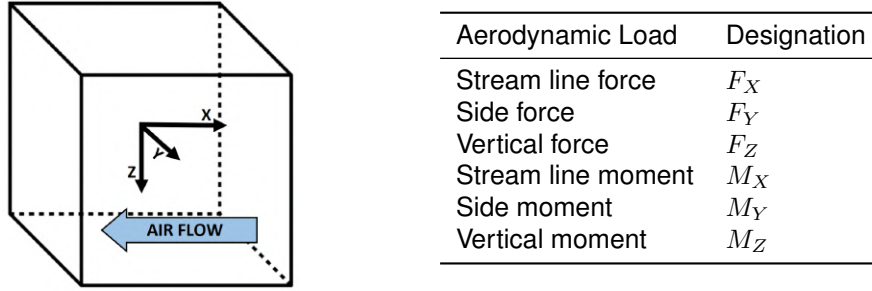 X
Y
Z
AIR FLOW
Aerodynamic Load Designation
Stream line force F_X
Side force F_Y
Vertical force F_Z
Stream line moment M_X
Side moment M_Y
Vertical moment M_Z